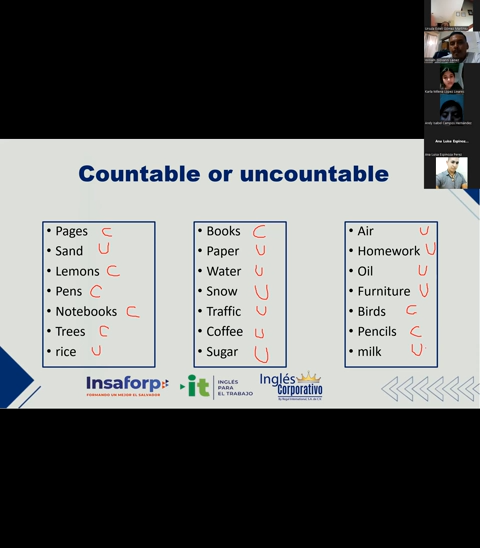 Countable or uncountable
• Pages C
• Sand U
• Lemons C
• Pens C
• Notebooks C
• Trees C
• rice U
• Books C
• Paper U
• Water U
• Snow U
• Traffic U
• Coffee U
• Sugar U
• Air U
• Homework U
• Oil U
• Furniture U
• Birds C
• Pencils C
• milk U
Insaforp
FORMANDO UN MEJOR EL SALVADOR
it
INGLÉS
PARA
EL TRABAJO
Inglés
Corporativo